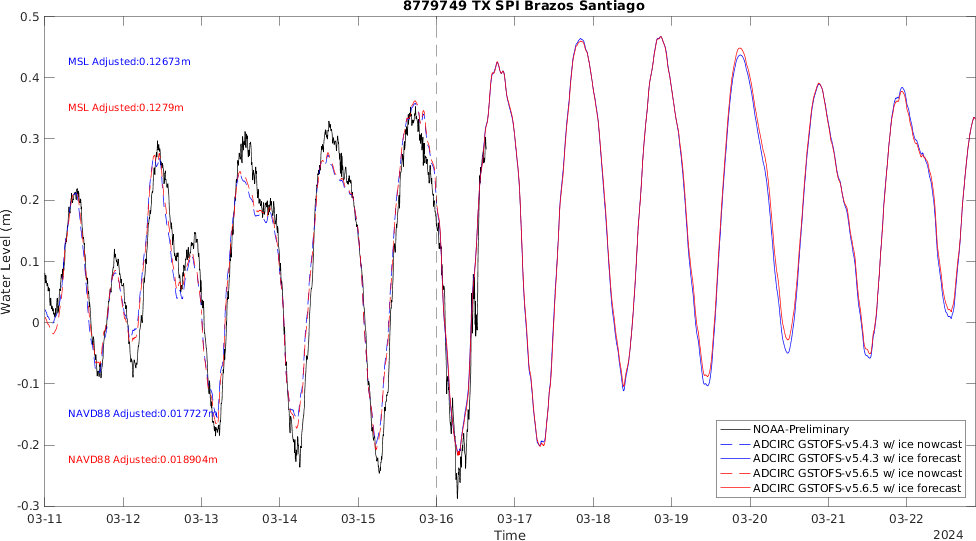 8779749 TX SPI Brazos Santiago
0.5
0.4
0.3
0.2
0.1
0
-0.1
-0.2
-0.3
Water Level (m)
MSL Adjusted:0.12673m
MSL Adjusted:0.1279m
NAVD88 Adjusted:0.017727m
NAVD88 Adjusted:0.018904m
NOAA-Preliminary
ADCIRC GSTOFS-v5.4.3 w/ ice nowcast
ADCIRC GSTOFS-v5.4.3 w/ ice forecast
ADCIRC GSTOFS-v5.6.5 w/ ice nowcast
ADCIRC GSTOFS-v5.6.5 w/ ice forecast
03-11 03-12 03-13 03-14 03-15 03-16 03-17 03-18 03-19 03-20 03-21 03-22
Time
2024